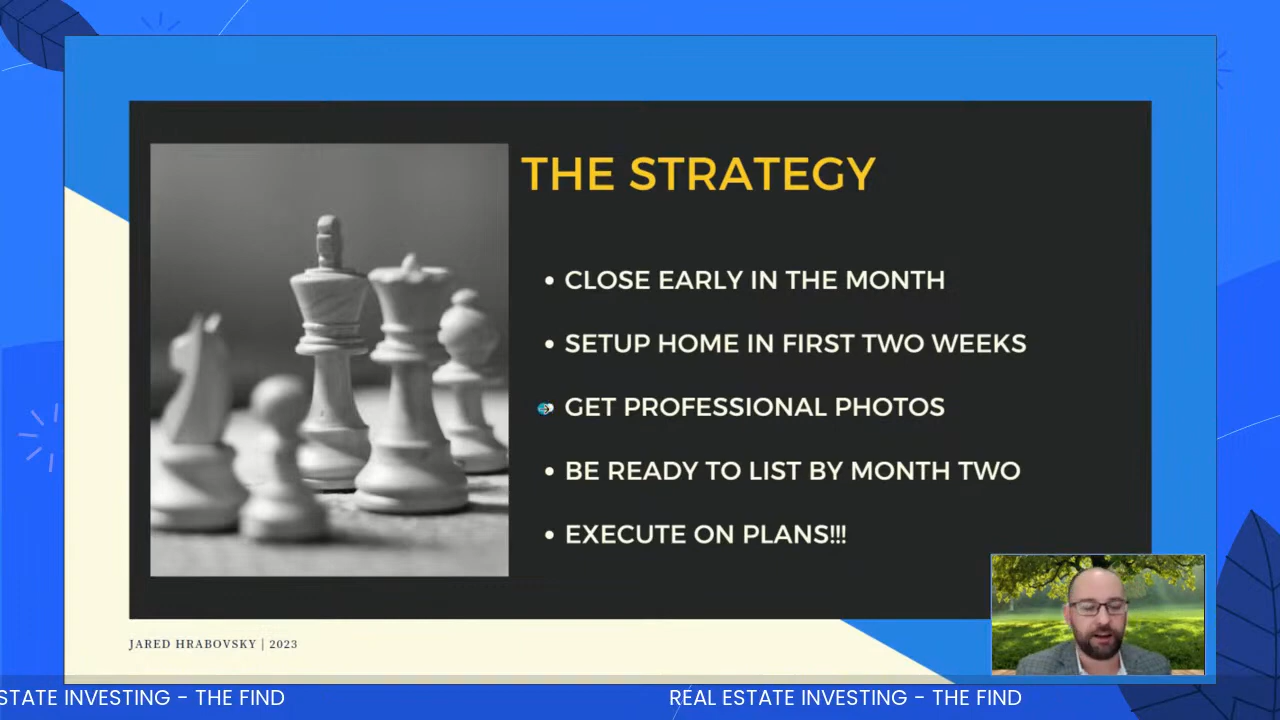 THE STRATEGY
CLOSE EARLY IN THE MONTH
SETUP HOME IN FIRST TWO WEEKS
GET PROFESSIONAL PHOTOS
BE READY TO LIST BY MONTH TWO
EXECUTE ON PLANS!!!
JARED HRABOVSKY | 2023
STATE INVESTING - THE FIND
REAL ESTATE INVESTING - THE FIND